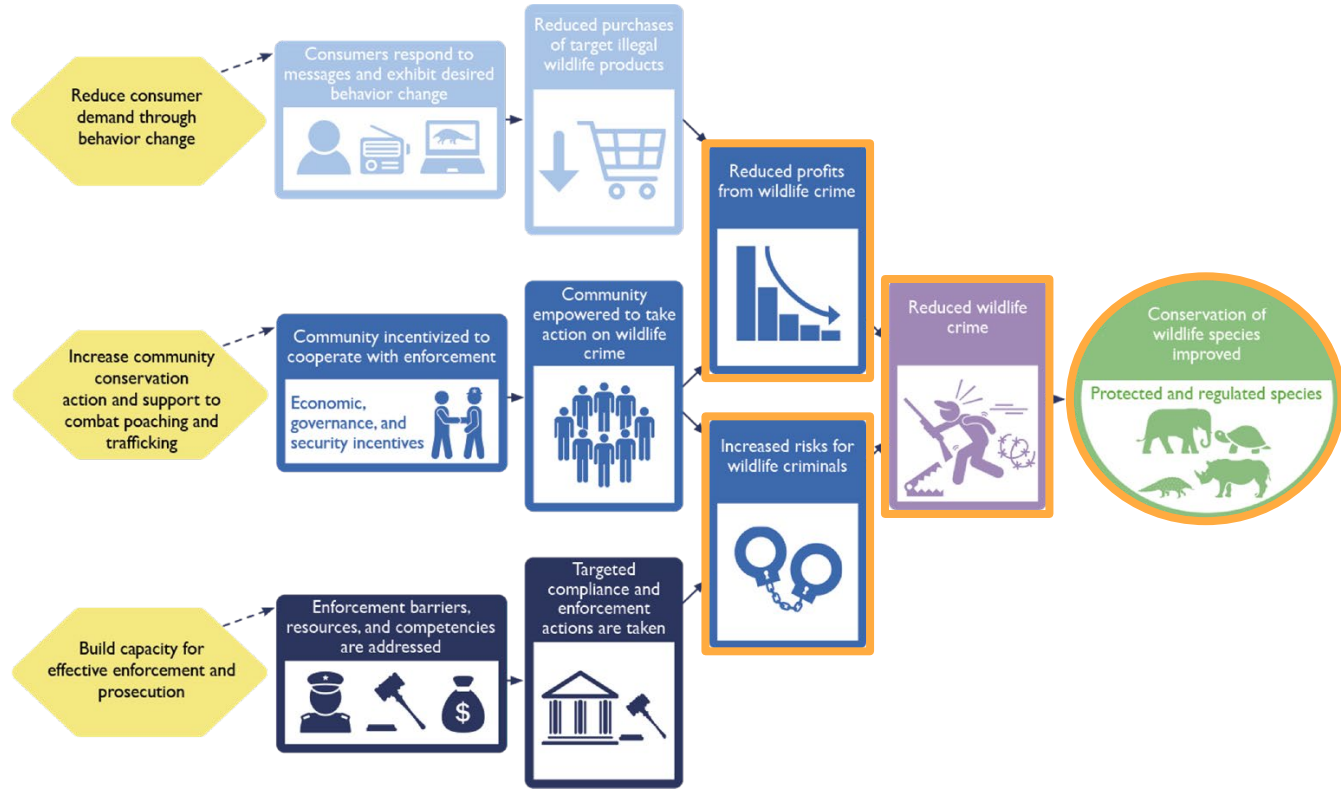 Reduce consumer
demand through
behavior change
Consumers respond to
messages and exhibit desired
behavior change
Reduced purchases
of target illegal
wildlife products
Reduced profits
from wildlife crime
Increase community
conservation
action and support to
combat poaching and
trafficking
Community incentivized to
cooperate with enforcement
Economic,
governance, and
security incentives
Community
empowered to take
action on wildlife
crime
Increased risks for
wildlife criminals
Reduced wildlife
crime
Conservation of
wildlife species
improved
Protected and regulated species
Build capacity for
effective enforcement and
prosecution
Enforcement barriers,
resources, and competencies
are addressed
$
Targeted
compliance and
enforcement
actions are taken